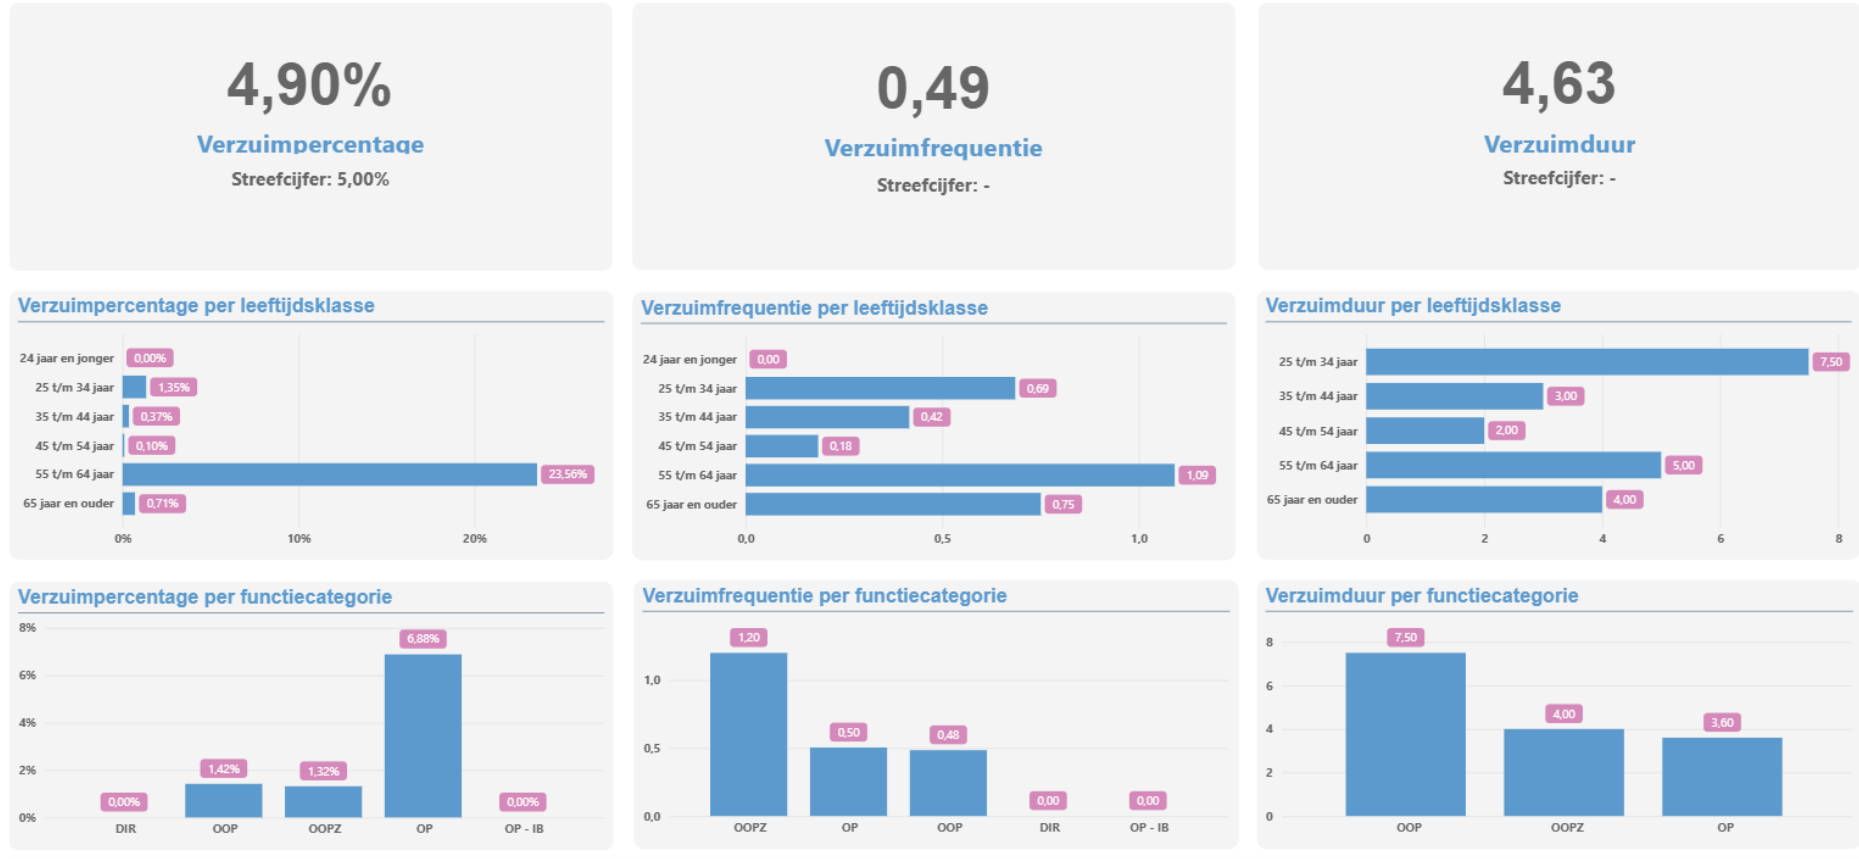 4,90%
Verzuimpercentage
Streefcijfer: 5,00%
0,49
Verzuimfrequentie
Streefcijfer: -
4,63
Verzuimduur
Streefcijfer: -
Verzuimpercentage per leeftijdsklasse
24 jaar en jonger 0,00%
25 t/m 34 jaar 1,35%
35 t/m 44 jaar 0,37%
45 t/m 54 jaar 0,10%
55 t/m 64 jaar 23,56%
65 jaar en ouder 0,71%
0% 10% 20%
Verzuimfrequentie per leeftijdsklasse
24 jaar en jonger 0,00
25 t/m 34 jaar 0,69
35 t/m 44 jaar 0,42
45 t/m 54 jaar 0,18
55 t/m 64 jaar 1,09
65 jaar en ouder 0,75
0,0 0,5 1,0
Verzuimduur per leeftijdsklasse
25 t/m 34 jaar 7,50
35 t/m 44 jaar 3,00
45 t/m 54 jaar 2,00
55 t/m 64 jaar 5,00
65 jaar en ouder 4,00
0 2 4 6 8
Verzuimpercentage per functiecategorie
8%
6,88%
6%
4%
2% 1,42% 1,32%
0,00% 0,00%
0%
DIR OOP OOPZ OP OP - IB
Verzuimfrequentie per functiecategorie
1,20
1,0
0,50 0,48
0,5
0,00 0,00
0,0
OOPZ OP OOP DIR OP - IB
Verzuimduur per functiecategorie
7,50
8
6
4,00 3,60
4
2
0
OOP OOPZ OP